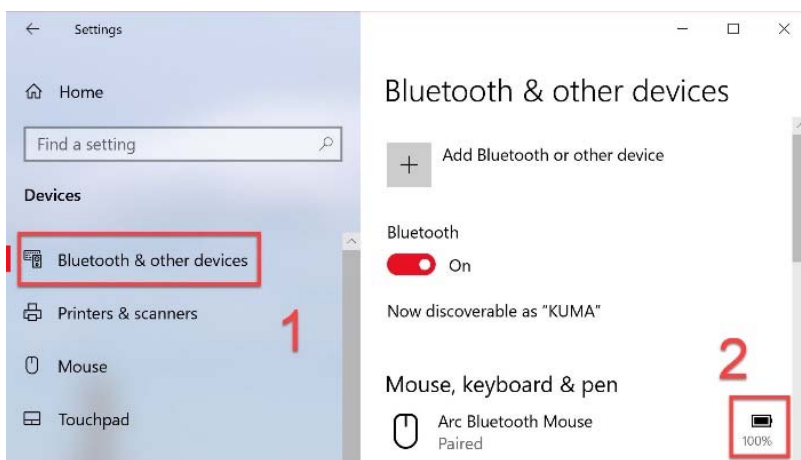 Settings
Home
Find a setting
Devices
Bluetooth & other devices
1
Printers & scanners
Mouse
Touchpad
Bluetooth & other devices
Add Bluetooth or other device
Bluetooth
On
Now discoverable as "KUMA"
2
Mouse, keyboard & pen
Arc Bluetooth Mouse
Paired
100%